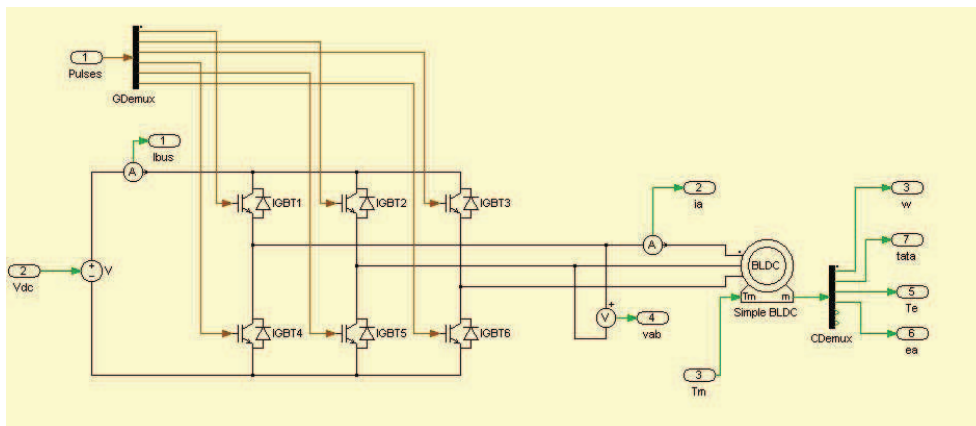 1
Pulses
GDemux
1
Ibus
A
IGBT1
IGBT2
IGBT3
2
ia
A
3
w
BLDC
7
tata
2
Vdc
+
−
V
Tm
m
Simple BLDC
5
Te
+
V
4
vab
IGBT4
IGBT5
IGBT6
CDemux
6
ea
3
Tm